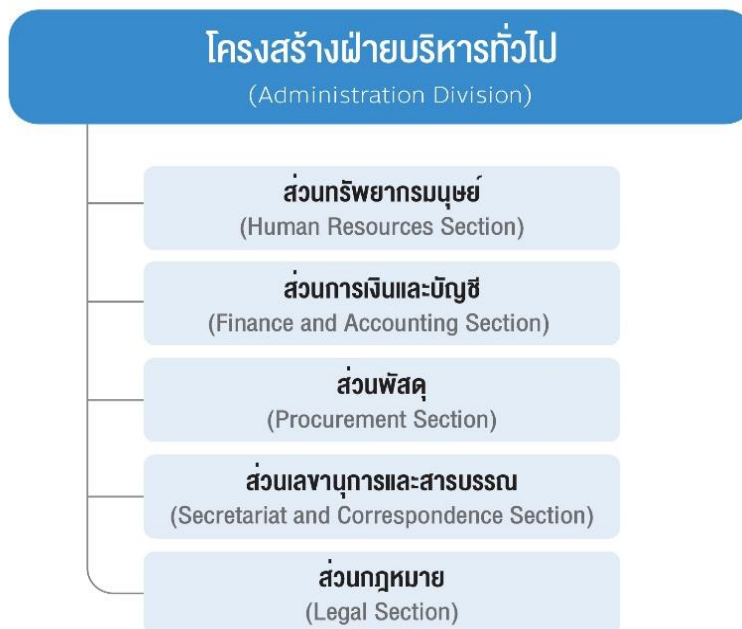 โครงสร้างฝ่ายบริหารทั่วไป
(Administration Division)
ส่วนทรัพยากรมนุษย์
(Human Resources Section)
ส่วนการเงินและบัญชี
(Finance and Accounting Section)
ส่วนพัสดุ
(Procurement Section)
ส่วนเลขานุการและสารบรรณ
(Secretariat and Correspondence Section)
ส่วนกฎหมาย
(Legal Section)